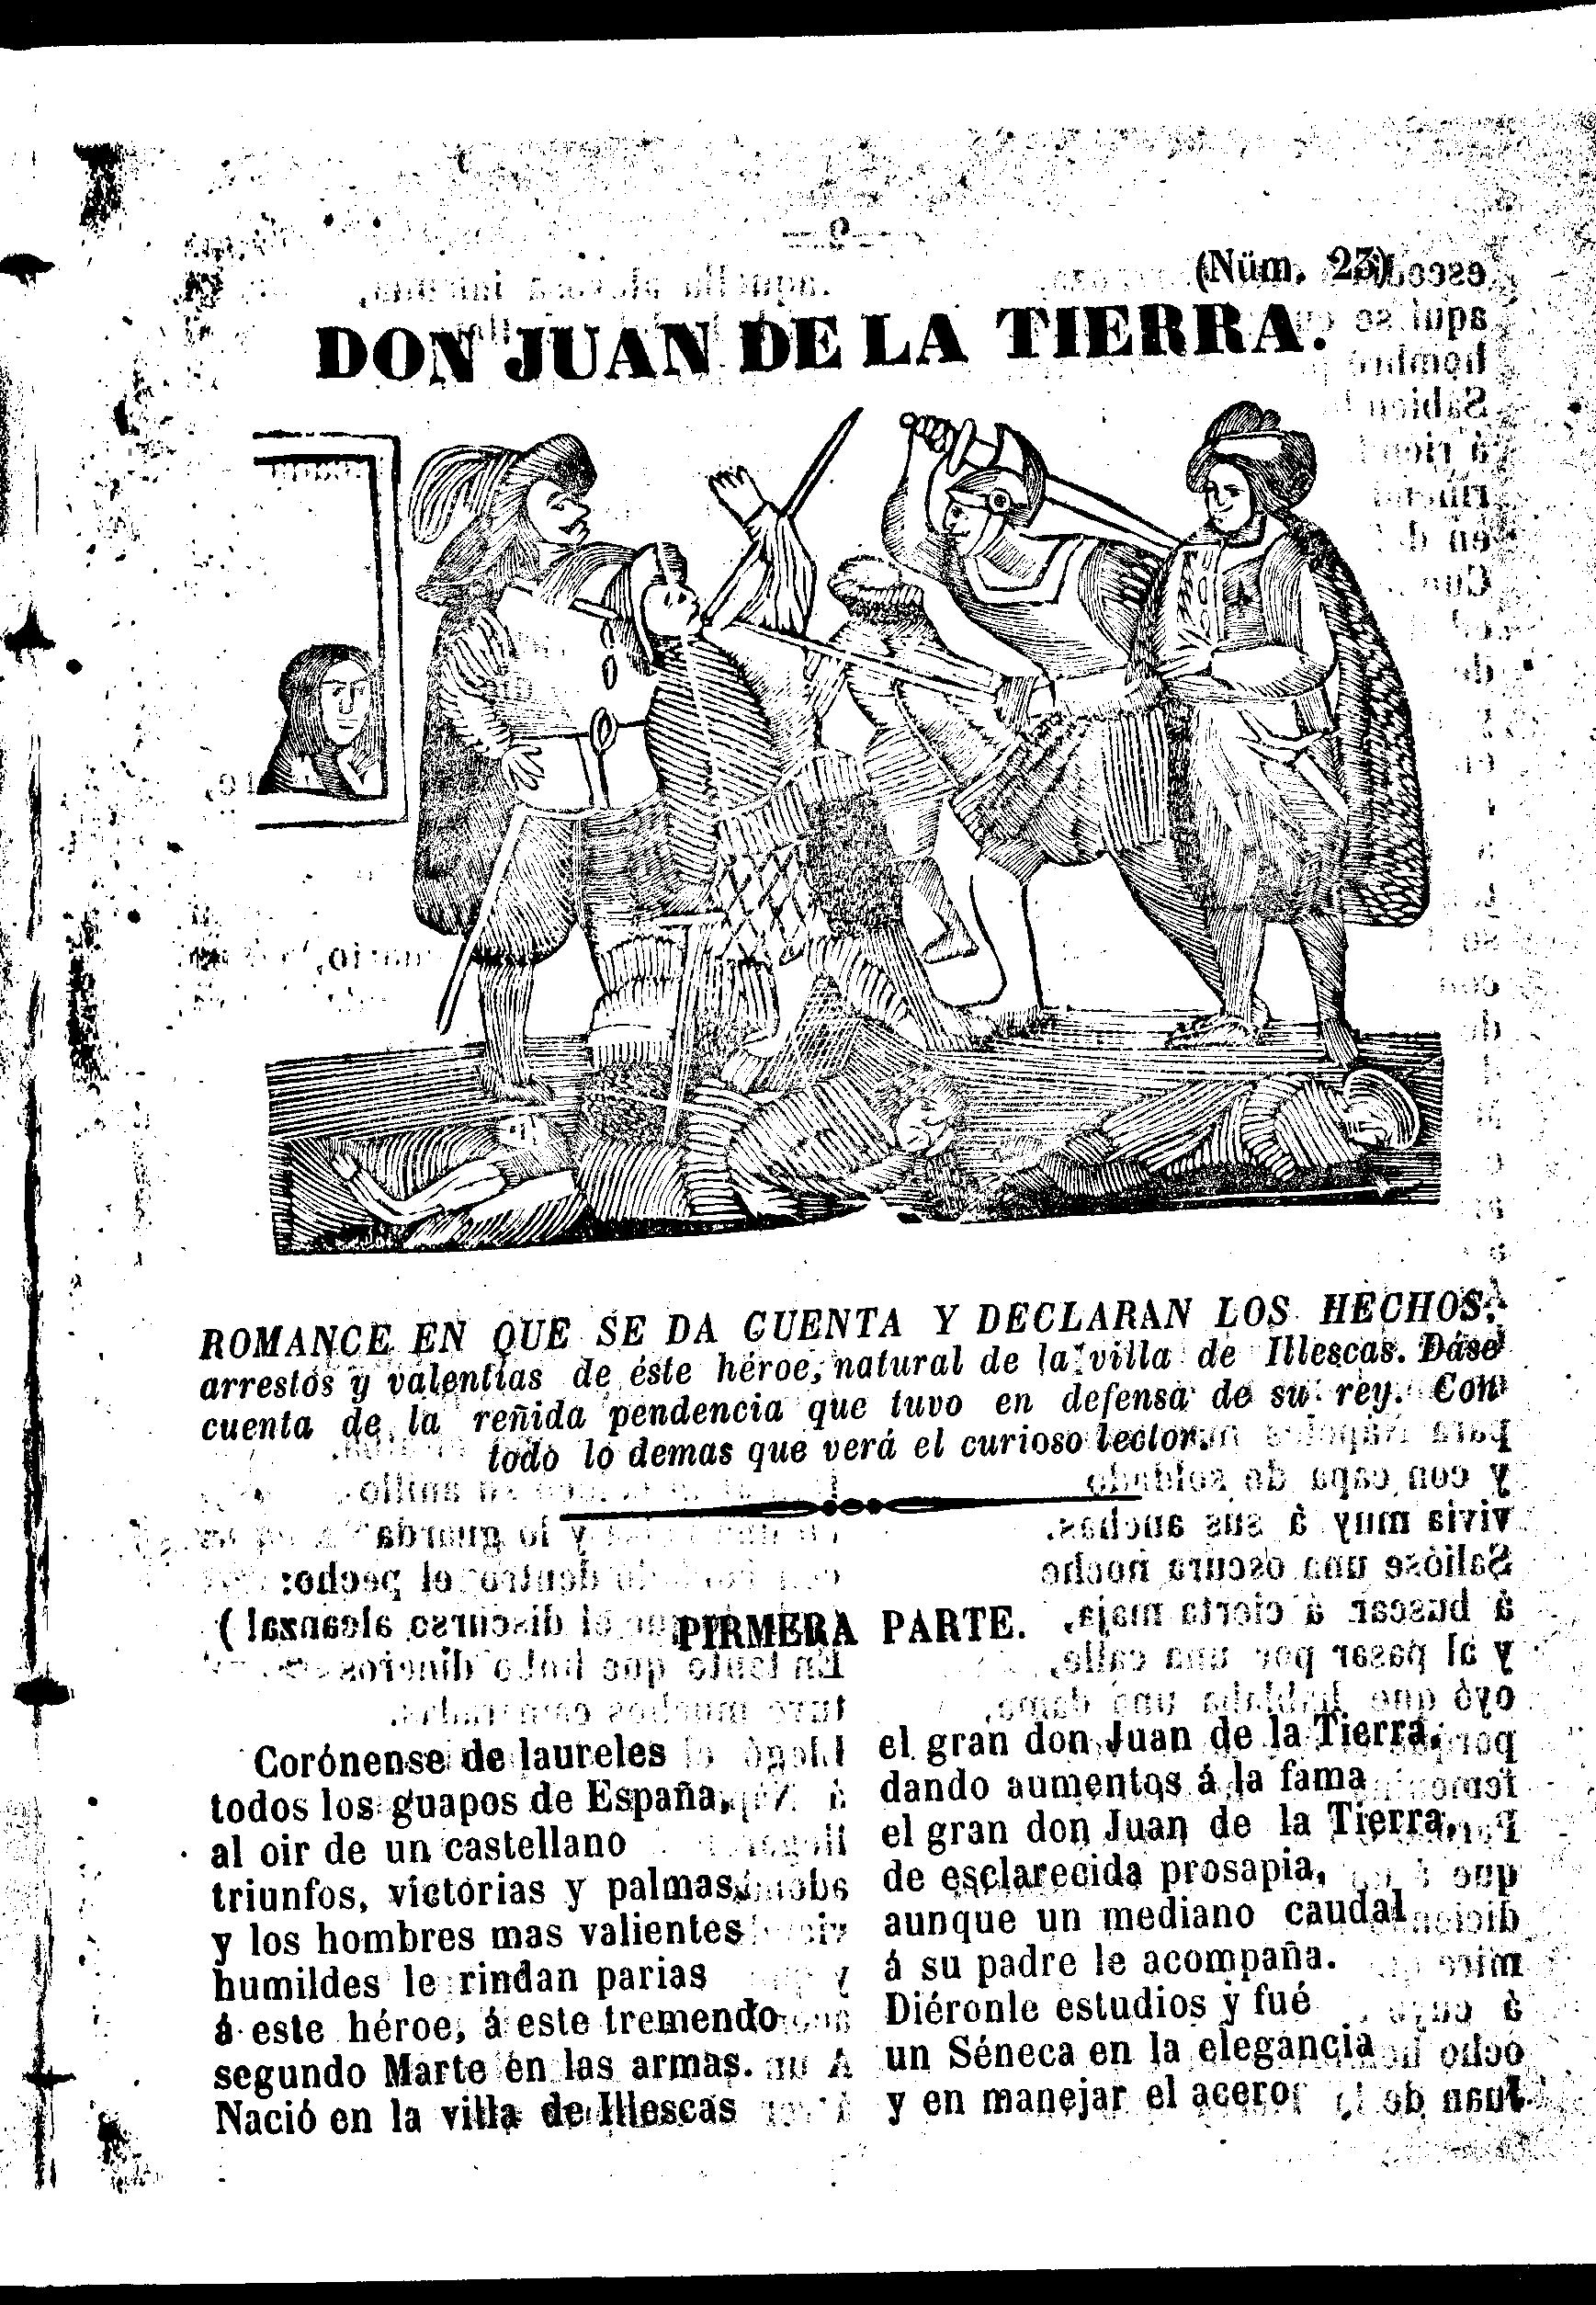 (Núm. 23)
DON JUAN DE LA TIERRA.
ROMANCE EN QUE SE DA CUENTA Y DECLARAN LOS HECHOS,
arrestos y valentías de éste héroe, natural de la villa de Illescas. Dáse
cuenta de la reñida pendencia que tuvo en defensa de su rey. Con
todo lo demas que verá el curioso lector.
PIRMERA PARTE.
Corónense de laureles
todos los guapos de España,
al oir de un castellano
triunfos, victorias y palmas,
y los hombres mas valientes
humildes le rindan parias
á este héroe, á este tremendo
segundo Marte en las armas.
Nació en la villa de Illescas
el gran don Juan de la Tierra,
dando aumentos á la fama
el gran don Juan de la Tierra,
de esclarecida prosapia,
aunque un mediano caudal
á su padre le acompaña.
Diéronle estudios y fué
un Séneca en la elegancia
y en manejar el acero